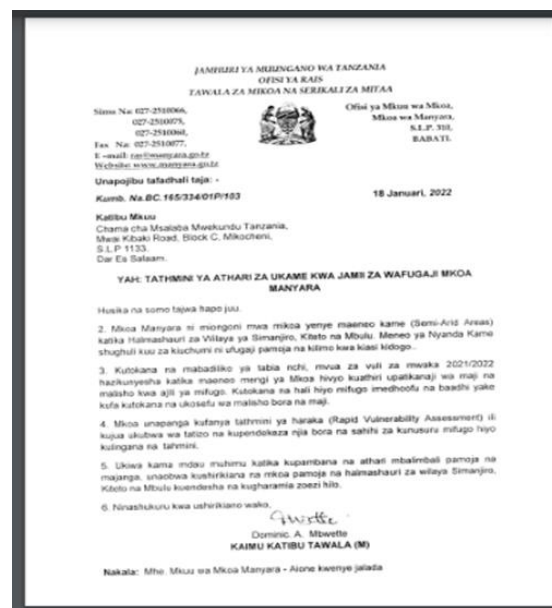 JAMHURI YA MUUNGANO WA TANZANIA
OFISI YA RAIS
TAWALA ZA MIKOA NA SERIKALI ZA MITAA
Simu Na: 027-2510066,
027-2510075,
027-2510060,
Fax Na: 027-2510077,
E-mail: ras@manyara.go.tz
Website: www.manyara.go.tz
Ofisi ya Mkuu wa Mkoa,
Mkoa wa Manyara,
S.L.P. 310,
BABATI.
Unapojibu tafadhali taja: -
Kumb. Na.BC.165/334/01P/103
18 Januari, 2022
Katibu Mkuu
Chama cha Msalaba Mwekundu Tanzania,
Mwai Kibaki Road, Block C, Mikocheni,
S.L.P 1133.
Dar Es Salaam.
YAH: TATHMINI YA ATHARI ZA UKAME KWA JAMII ZA WAFUGAJI MKOA
MANYARA
Husika na somo tajwa hapo juu.
2. Mkoa Manyara ni miongoni mwa mikoa yenye maeneo kame (Semi-Arid Areas)
katika Halmashauri za Wilaya ya Simanjiro, Kiteto na Mbulu. Meneo ya Nyanda Kame
shughuli kuu za kiuchumi ni ufugaji pamoja na kilimo kwa kiasi kidogo..
3. Kutokana na mabadiliko ya tabia nchi, mvua za vuli za mwaka 2021/2022
hazikunyesha katika maeneo mengi ya Mkoa hivyo kuathiri upatikanaji wa maji na
malisho kwa ajili ya mifugo. Kutokana na hali hiyo mifugo imedhoofu na baadhi yake
kufa kutokana na ukosefu wa malisho bora na maji.
4. Mkoa unapanga kufanya tathmini ya haraka (Rapid Vulnerability Assessment) ili
kujua ukubwa wa tatizo na kupendekeza njia bora na sahihi za kunusuru mifugo hiyo
kulingana na tahmini.
5. Ukiwa kama mdau muhimu katika kupambana na athari mbalimbali pamoja na
majanga, unaobwa kushirikiana na mkoa pamoja na halmashauri za wilaya Simanjiro,
Kiteto na Mbulu kuendesha na kugharamia zoezi hilo.
6. Ninashukuru kwa ushirikiano wako,
Dominic. A. Mbwette
KAIMU KATIBU TAWALA (M)
Nakala: Mhe. Mkuu wa Mkoa Manyara - Aione kwenye jalada